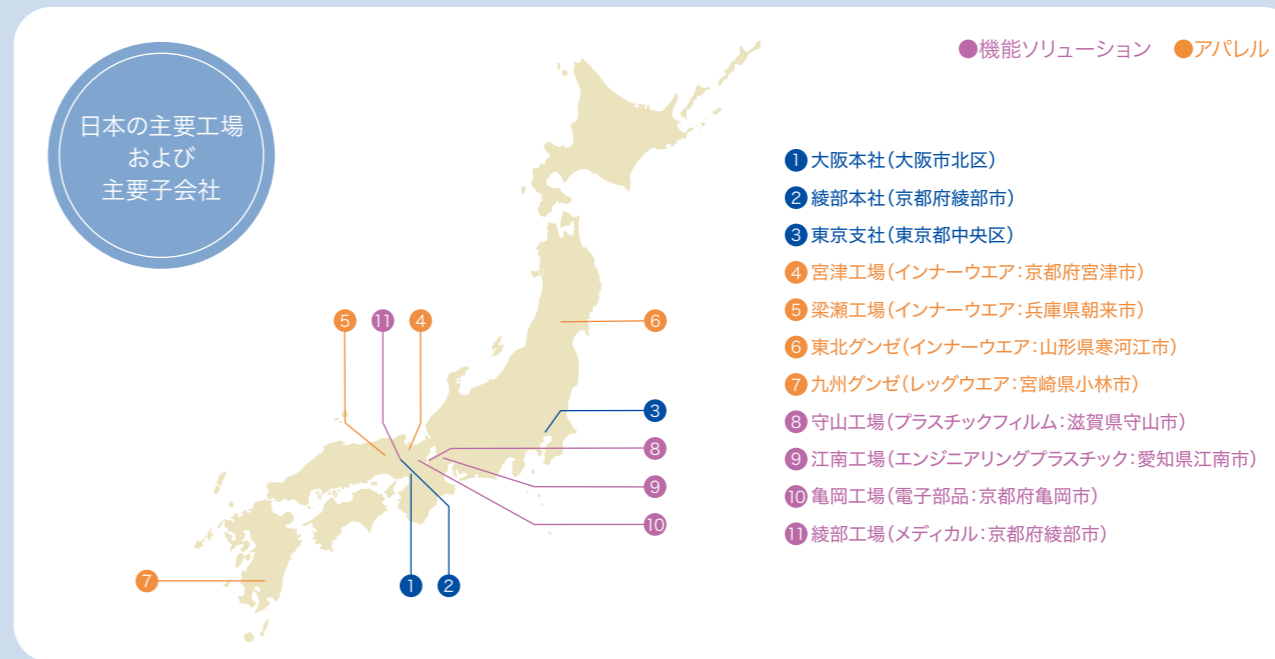 日本の主要工場
および
主要子会社
●機能ソリューション ●アパレル
1 大阪本社(大阪市北区)
2 綾部本社(京都府綾部市)
3 東京支社(東京都中央区)
4 宮津工場(インナーウエア:京都府宮津市)
5 梁瀬工場(インナーウエア:兵庫県朝来市)
6 東北グンゼ(インナーウエア:山形県寒河江市)
7 九州グンゼ(レッグウエア:宮崎県小林市)
8 守山工場(プラスチックフィルム:滋賀県守山市)
9 江南工場(エンジニアリングプラスチック:愛知県江南市)
10 亀岡工場(電子部品:京都府亀岡市)
11 綾部工場(メディカル:京都府綾部市)
5 11 4
6
3
8
9
10
7
1 2